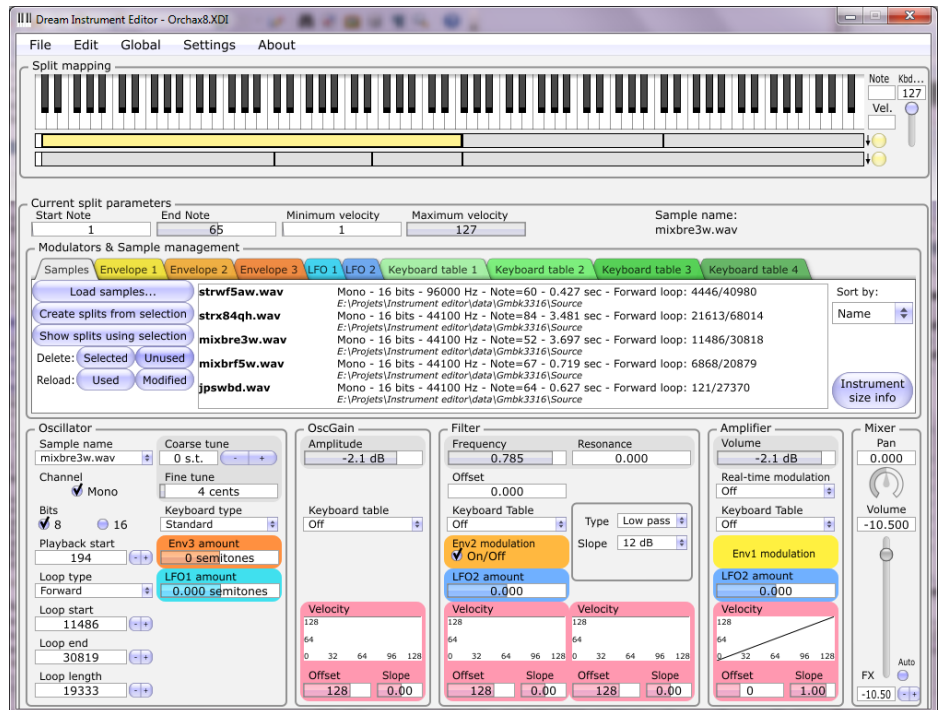 Dream Instrument Editor - Orchax8.XDI
File Edit Global Settings About
Split mapping
Note Kbd...
127
Vel.
Current split parameters
Start Note End Note Minimum velocity Maximum velocity Sample name:
1 65 1 127 mixbre3w.wav
Modulators & Sample management
Samples Envelope 1 Envelope 2 Envelope 3 LFO 1 LFO 2 Keyboard table 1 Keyboard table 2 Keyboard table 3 Keyboard table 4
Load samples...
Create splits from selection
Show splits using selection
Delete: Selected Unused
Reload: Used Modified
strwf5aw.wav Mono - 16 bits - 96000 Hz - Note=60 - 0.427 sec - Forward loop: 4446/40980
E:\Projets\Instrument editor\data\Gmbk3316\Source
strx84qh.wav Mono - 16 bits - 44100 Hz - Note=84 - 3.481 sec - Forward loop: 21613/68014
E:\Projets\Instrument editor\data\Gmbk3316\Source
mixbre3w.wav Mono - 16 bits - 44100 Hz - Note=52 - 3.697 sec - Forward loop: 11486/30818
E:\Projets\Instrument editor\data\Gmbk3316\Source
mixbrf5w.wav Mono - 16 bits - 44100 Hz - Note=67 - 0.719 sec - Forward loop: 6868/20879
E:\Projets\Instrument editor\data\Gmbk3316\Source
jpswbd.wav Mono - 16 bits - 44100 Hz - Note=64 - 0.627 sec - Forward loop: 121/27370
E:\Projets\Instrument editor\data\Gmbk3316\Source
Sort by:
Name
Instrument
size info
Oscillator
Sample name
mixbre3w.wav
Channel
Mono
Bits
8 16
Playback start
194 - +
Loop type
Forward
Loop start
11486 - +
Loop end
30819 - +
Loop length
19333 - +
Coarse tune
0 s.t. - +
Fine tune
4 cents
Keyboard type
Standard
Env3 amount
0 semitones
LFO1 amount
0.000 semitones
OscGain
Amplitude
-2.1 dB
Keyboard table
Off
Velocity
128
64
0 32 64 96 128
Offset Slope
128 0.00
Filter
Frequency Resonance
0.785 0.000
Offset
0.000
Keyboard Table
Off
Type Low pass
Slope 12 dB
Env2 modulation
On/Off
LFO2 amount
0.000
Velocity
128
64
0 32 64 96 128
Offset Slope
128 0.00
Velocity
128
64
0 32 64 96 128
Offset Slope
128 0.00
Amplifier
Volume
-2.1 dB
Real-time modulation
Off
Keyboard Table
Off
Env1 modulation
LFO2 amount
0.000
Velocity
128
64
0 32 64 96 128
Offset Slope
0 1.00
Mixer
Pan
0.000
Volume
-10.500
Auto
FX
-10.50 - +